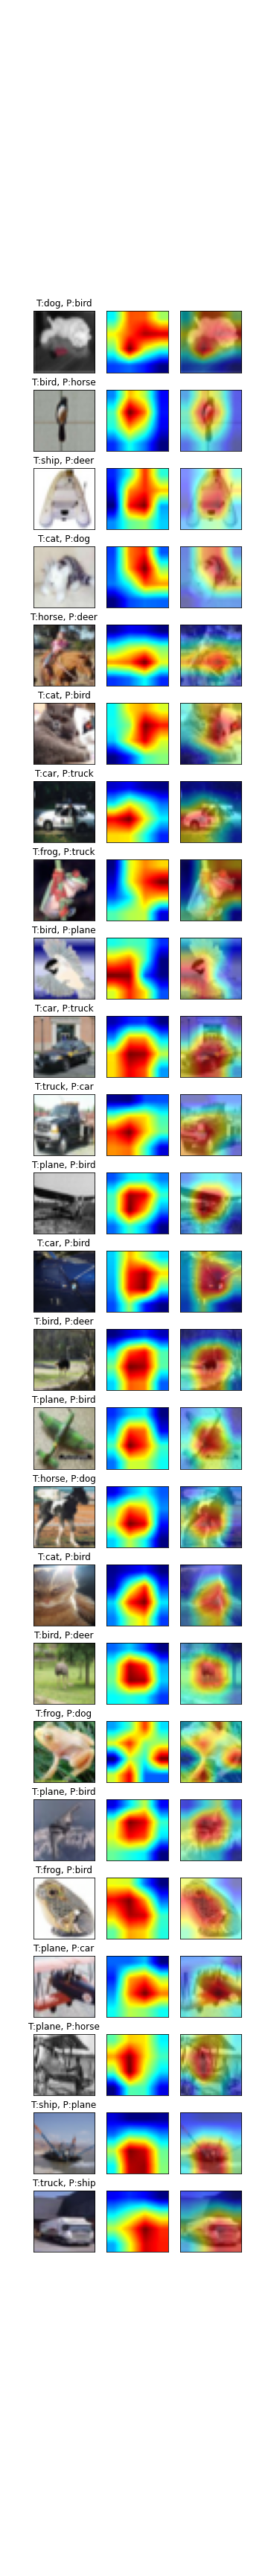 T:dog, P:bird
T:bird, P:horse
T:ship, P:deer
T:cat, P:dog
T:horse, P:deer
T:cat, P:bird
T:car, P:truck
T:frog, P:truck
T:bird, P:plane
T:car, P:truck
T:truck, P:car
T:plane, P:bird
T:car, P:bird
T:bird, P:deer
T:plane, P:bird
T:horse, P:dog
T:cat, P:bird
T:bird, P:deer
T:frog, P:dog
T:plane, P:bird
T:frog, P:bird
T:plane, P:car
T:plane, P:horse
T:ship, P:plane
T:truck, P:ship